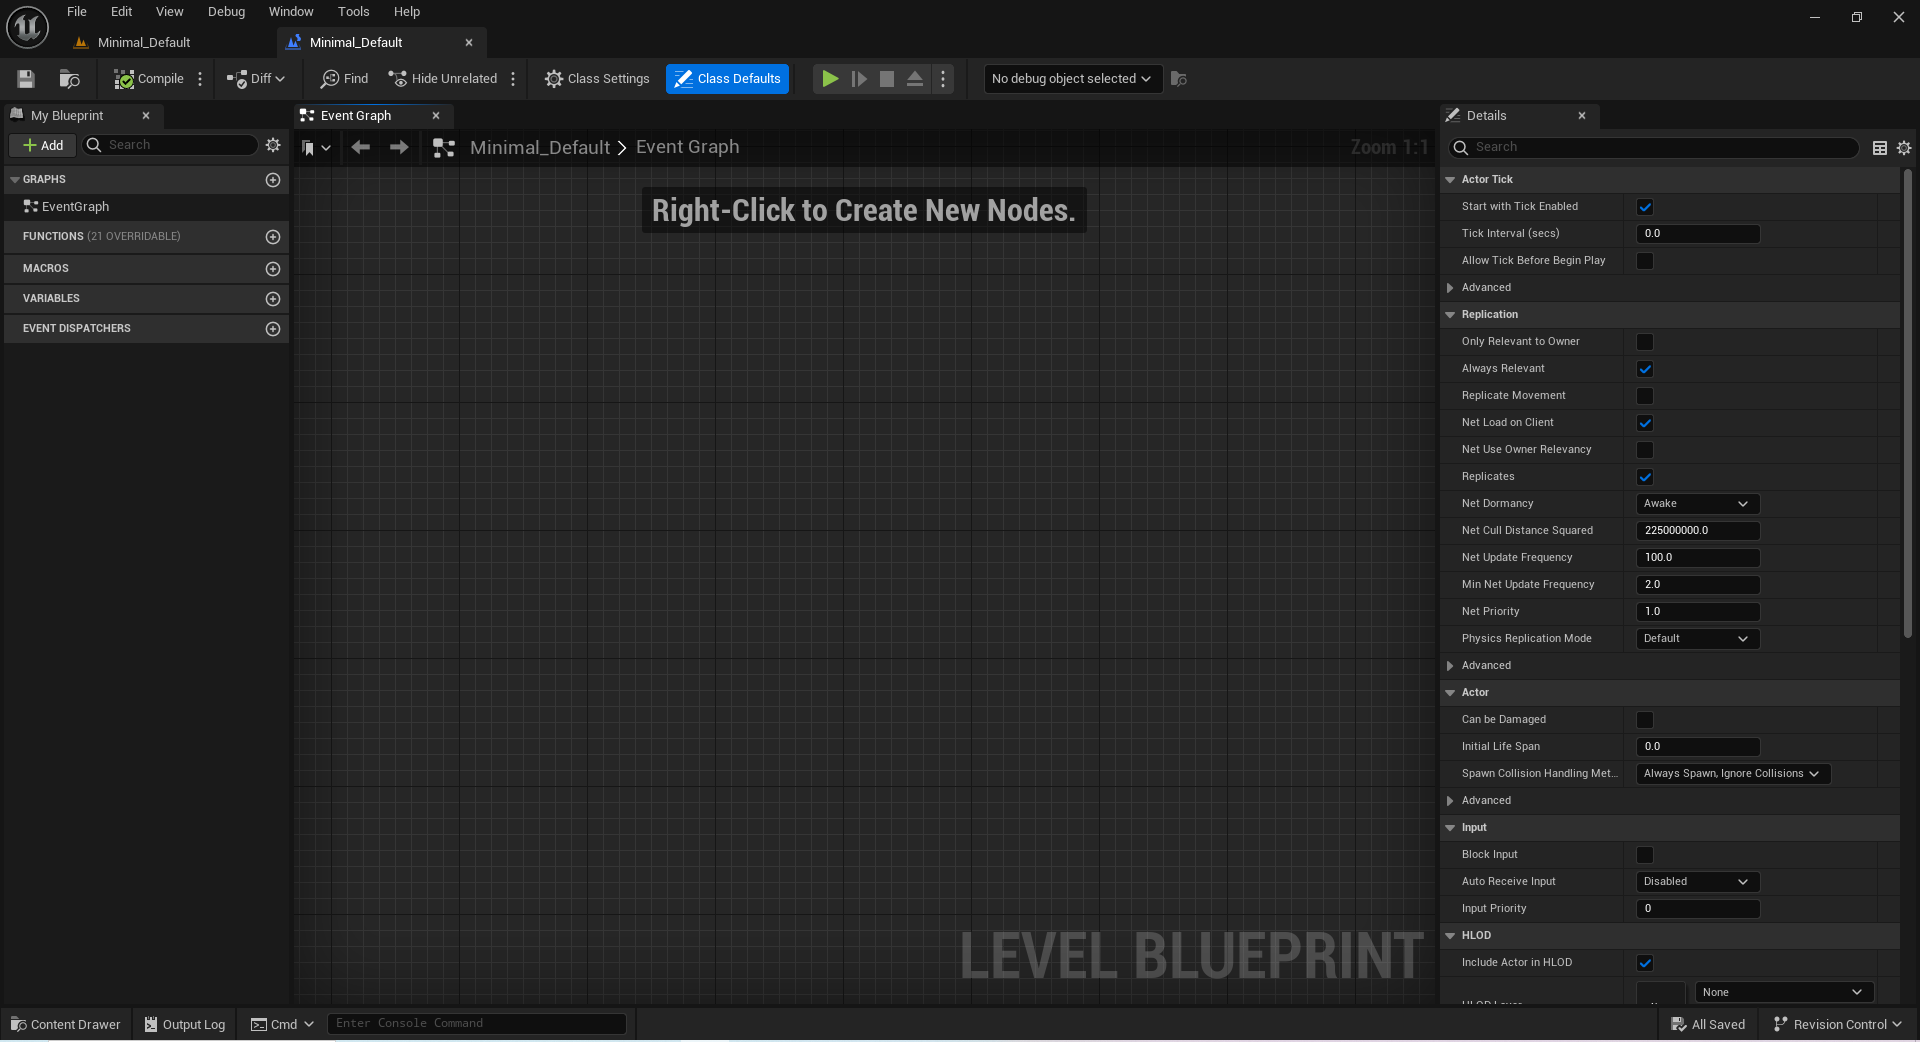 File Edit View Debug Window Tools Help
Minimal_Default
Minimal_Default
Compile Diff Find Hide Unrelated Class Settings Class Defaults No debug object selected
My Blueprint
Add Search
GRAPHS
EventGraph
FUNCTIONS (21 OVERRIDABLE)
MACROS
VARIABLES
EVENT DISPATCHERS
Event Graph
Minimal_Default > Event Graph
Zoom 1:1
Right-Click to Create New Nodes.
LEVEL BLUEPRINT
Details
Search
Actor Tick
Start with Tick Enabled
Tick Interval (secs) 0.0
Allow Tick Before Begin Play
Advanced
Replication
Only Relevant to Owner
Always Relevant
Replicate Movement
Net Load on Client
Net Use Owner Relevancy
Replicates
Net Dormancy Awake
Net Cull Distance Squared 225000000.0
Net Update Frequency 100.0
Min Net Update Frequency 2.0
Net Priority 1.0
Physics Replication Mode Default
Advanced
Actor
Can be Damaged
Initial Life Span 0.0
Spawn Collision Handling Met... Always Spawn, Ignore Collisions
Advanced
Input
Block Input
Auto Receive Input Disabled
Input Priority 0
HLOD
Include Actor in HLOD
None
Content Drawer Output Log Cmd Enter Console Command All Saved Revision Control